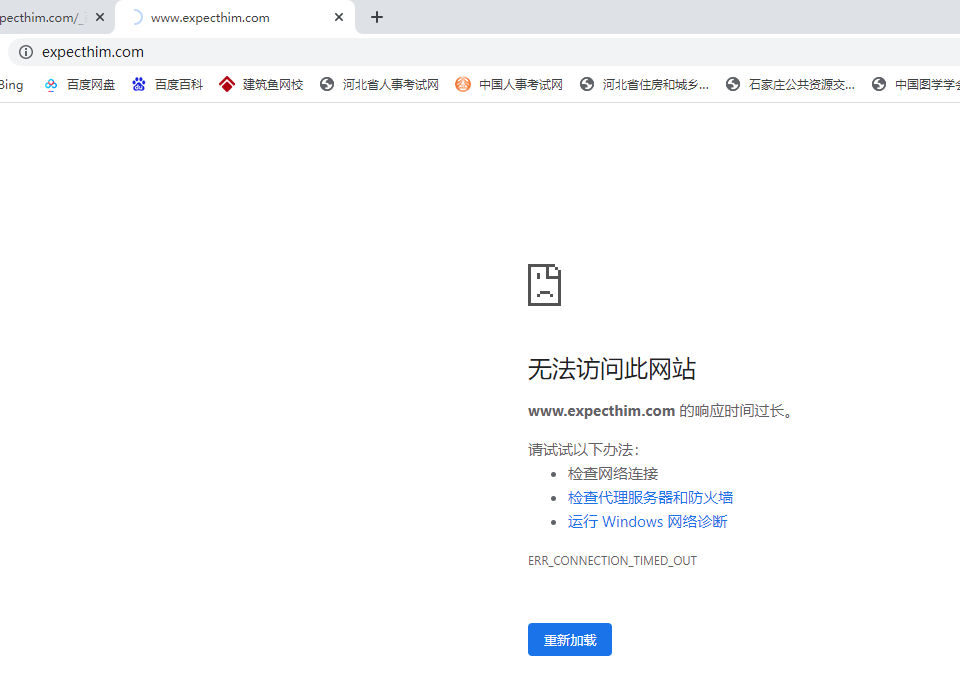 pecthim.com/_i
www.expecthim.com
expecthim.com
Bing 百度网盘 百度百科 建筑鱼网校 河北省人事考试网 中国人事考试网 河北省住房和城乡... 石家庄公共资源交... 中国图学学会
无法访问此网站
www.expecthim.com 的响应时间过长。
请试试以下办法：
检查网络连接
检查代理服务器和防火墙
运行 Windows 网络诊断
ERR_CONNECTION_TIMED_OUT
重新加载